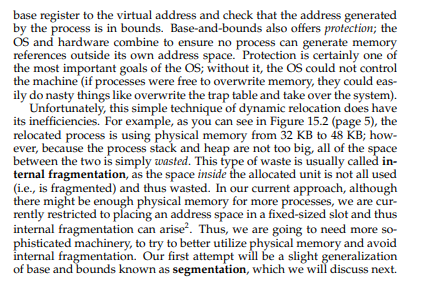 base register to the virtual address and check that the address generated
by the process is in bounds. Base-and-bounds also offers protection; the
OS and hardware combine to ensure no process can generate memory
references outside its own address space. Protection is certainly one of
the most important goals of the OS; without it, the OS could not control
the machine (if processes were free to overwrite memory, they could eas-
ily do nasty things like overwrite the trap table and take over the system).
Unfortunately, this simple technique of dynamic relocation does have
its inefficiencies. For example, as you can see in Figure 15.2 (page 5), the
relocated process is using physical memory from 32 KB to 48 KB; how-
ever, because the process stack and heap are not too big, all of the space
between the two is simply wasted. This type of waste is usually called in-
ternal fragmentation, as the space inside the allocated unit is not all used
(i.e., is fragmented) and thus wasted. In our current approach, although
there might be enough physical memory for more processes, we are cur-
rently restricted to placing an address space in a fixed-sized slot and thus
internal fragmentation can arise². Thus, we are going to need more so-
phisticated machinery, to try to better utilize physical memory and avoid
internal fragmentation. Our first attempt will be a slight generalization
of base and bounds known as segmentation, which we will discuss next.